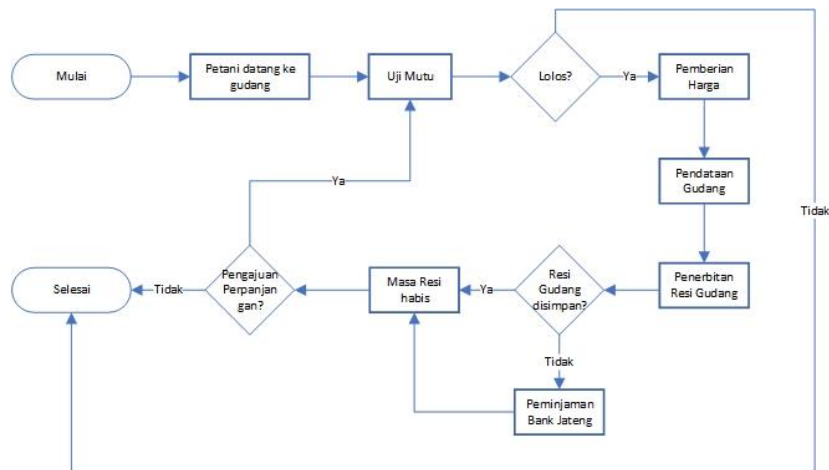 Mulai
Petani datang ke
gudang
Uji Mutu
Lolos?
Ya
Pemberian
Harga
Pendataan
Gudang
Tidak
Ya
Penerbitan
Resi Gudang
Resi
Gudang
disimpan?
Ya
Masa Resi
habis
Pengajuan
Perpanjan
gan?
Tidak
Selesai
Tidak
Peminjaman
Bank Jateng